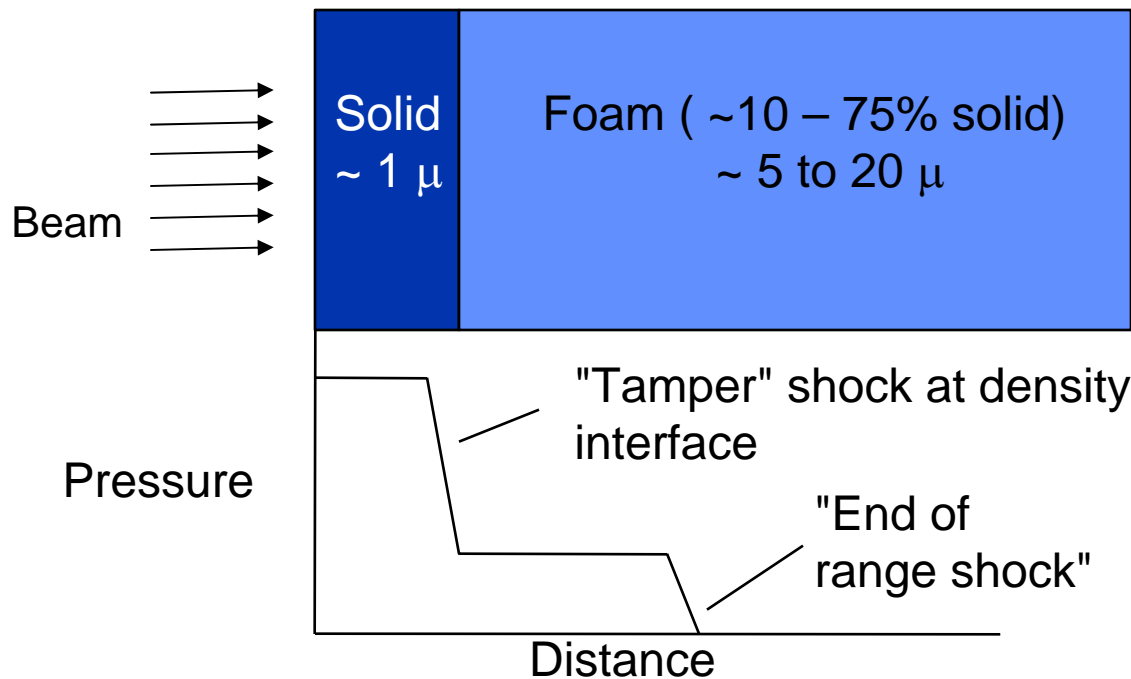 Solid
~ 1 μ
Foam ( ~10 – 75% solid)
~ 5 to 20 μ
Beam
"Tamper" shock at density
interface
Pressure
"End of
range shock"
Distance